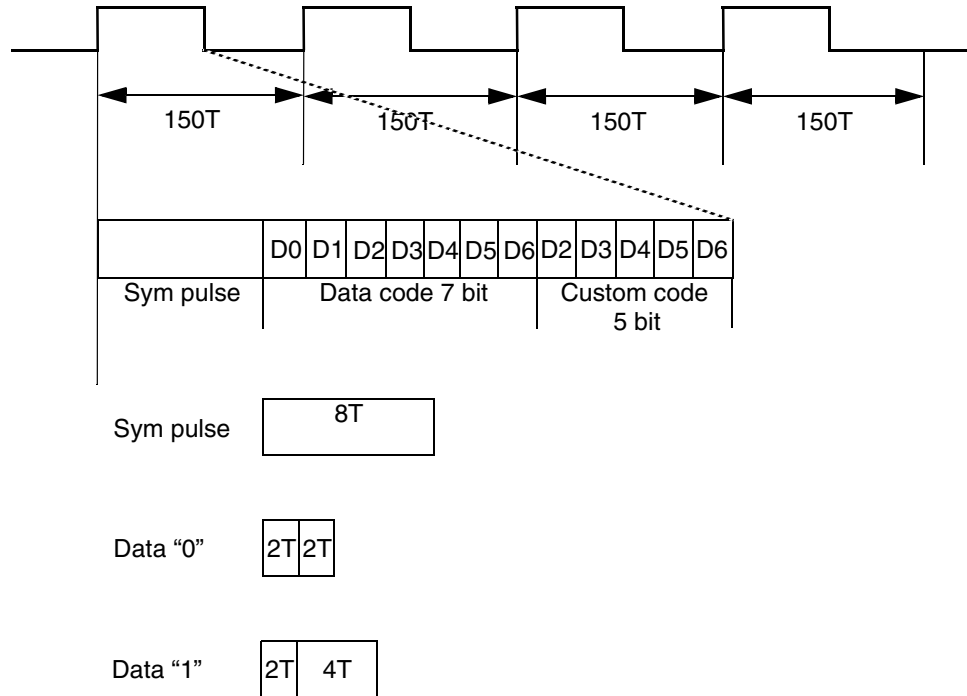 150T 150T 150T 150T
D0 D1 D2 D3 D4 D5 D6 D2 D3 D4 D5 D6
Sym pulse Data code 7 bit Custom code
5 bit
Sym pulse 8T
Data “0” 2T 2T
Data “1” 2T 4T